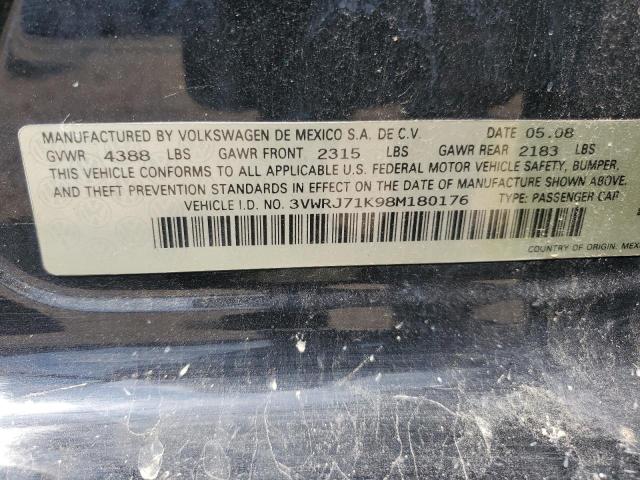 MANUFACTURED BY VOLKSWAGEN DE MEXICO S.A. DE C.V. DATE 05.08
GVWR 4388 LBS GAWR FRONT 2315 LBS GAWR REAR 2183 LBS
THIS VEHICLE CONFORMS TO ALL APPLICABLE U.S. FEDERAL MOTOR VEHICLE SAFETY, BUMPER,
AND THEFT PREVENTION STANDARDS IN EFFECT ON THE DATE OF MANUFACTURE SHOWN ABOVE.
VEHICLE I.D. NO. 3VWRJ71K98M180176 TYPE: PASSENGER CAR
COUNTRY OF ORIGIN: MEX